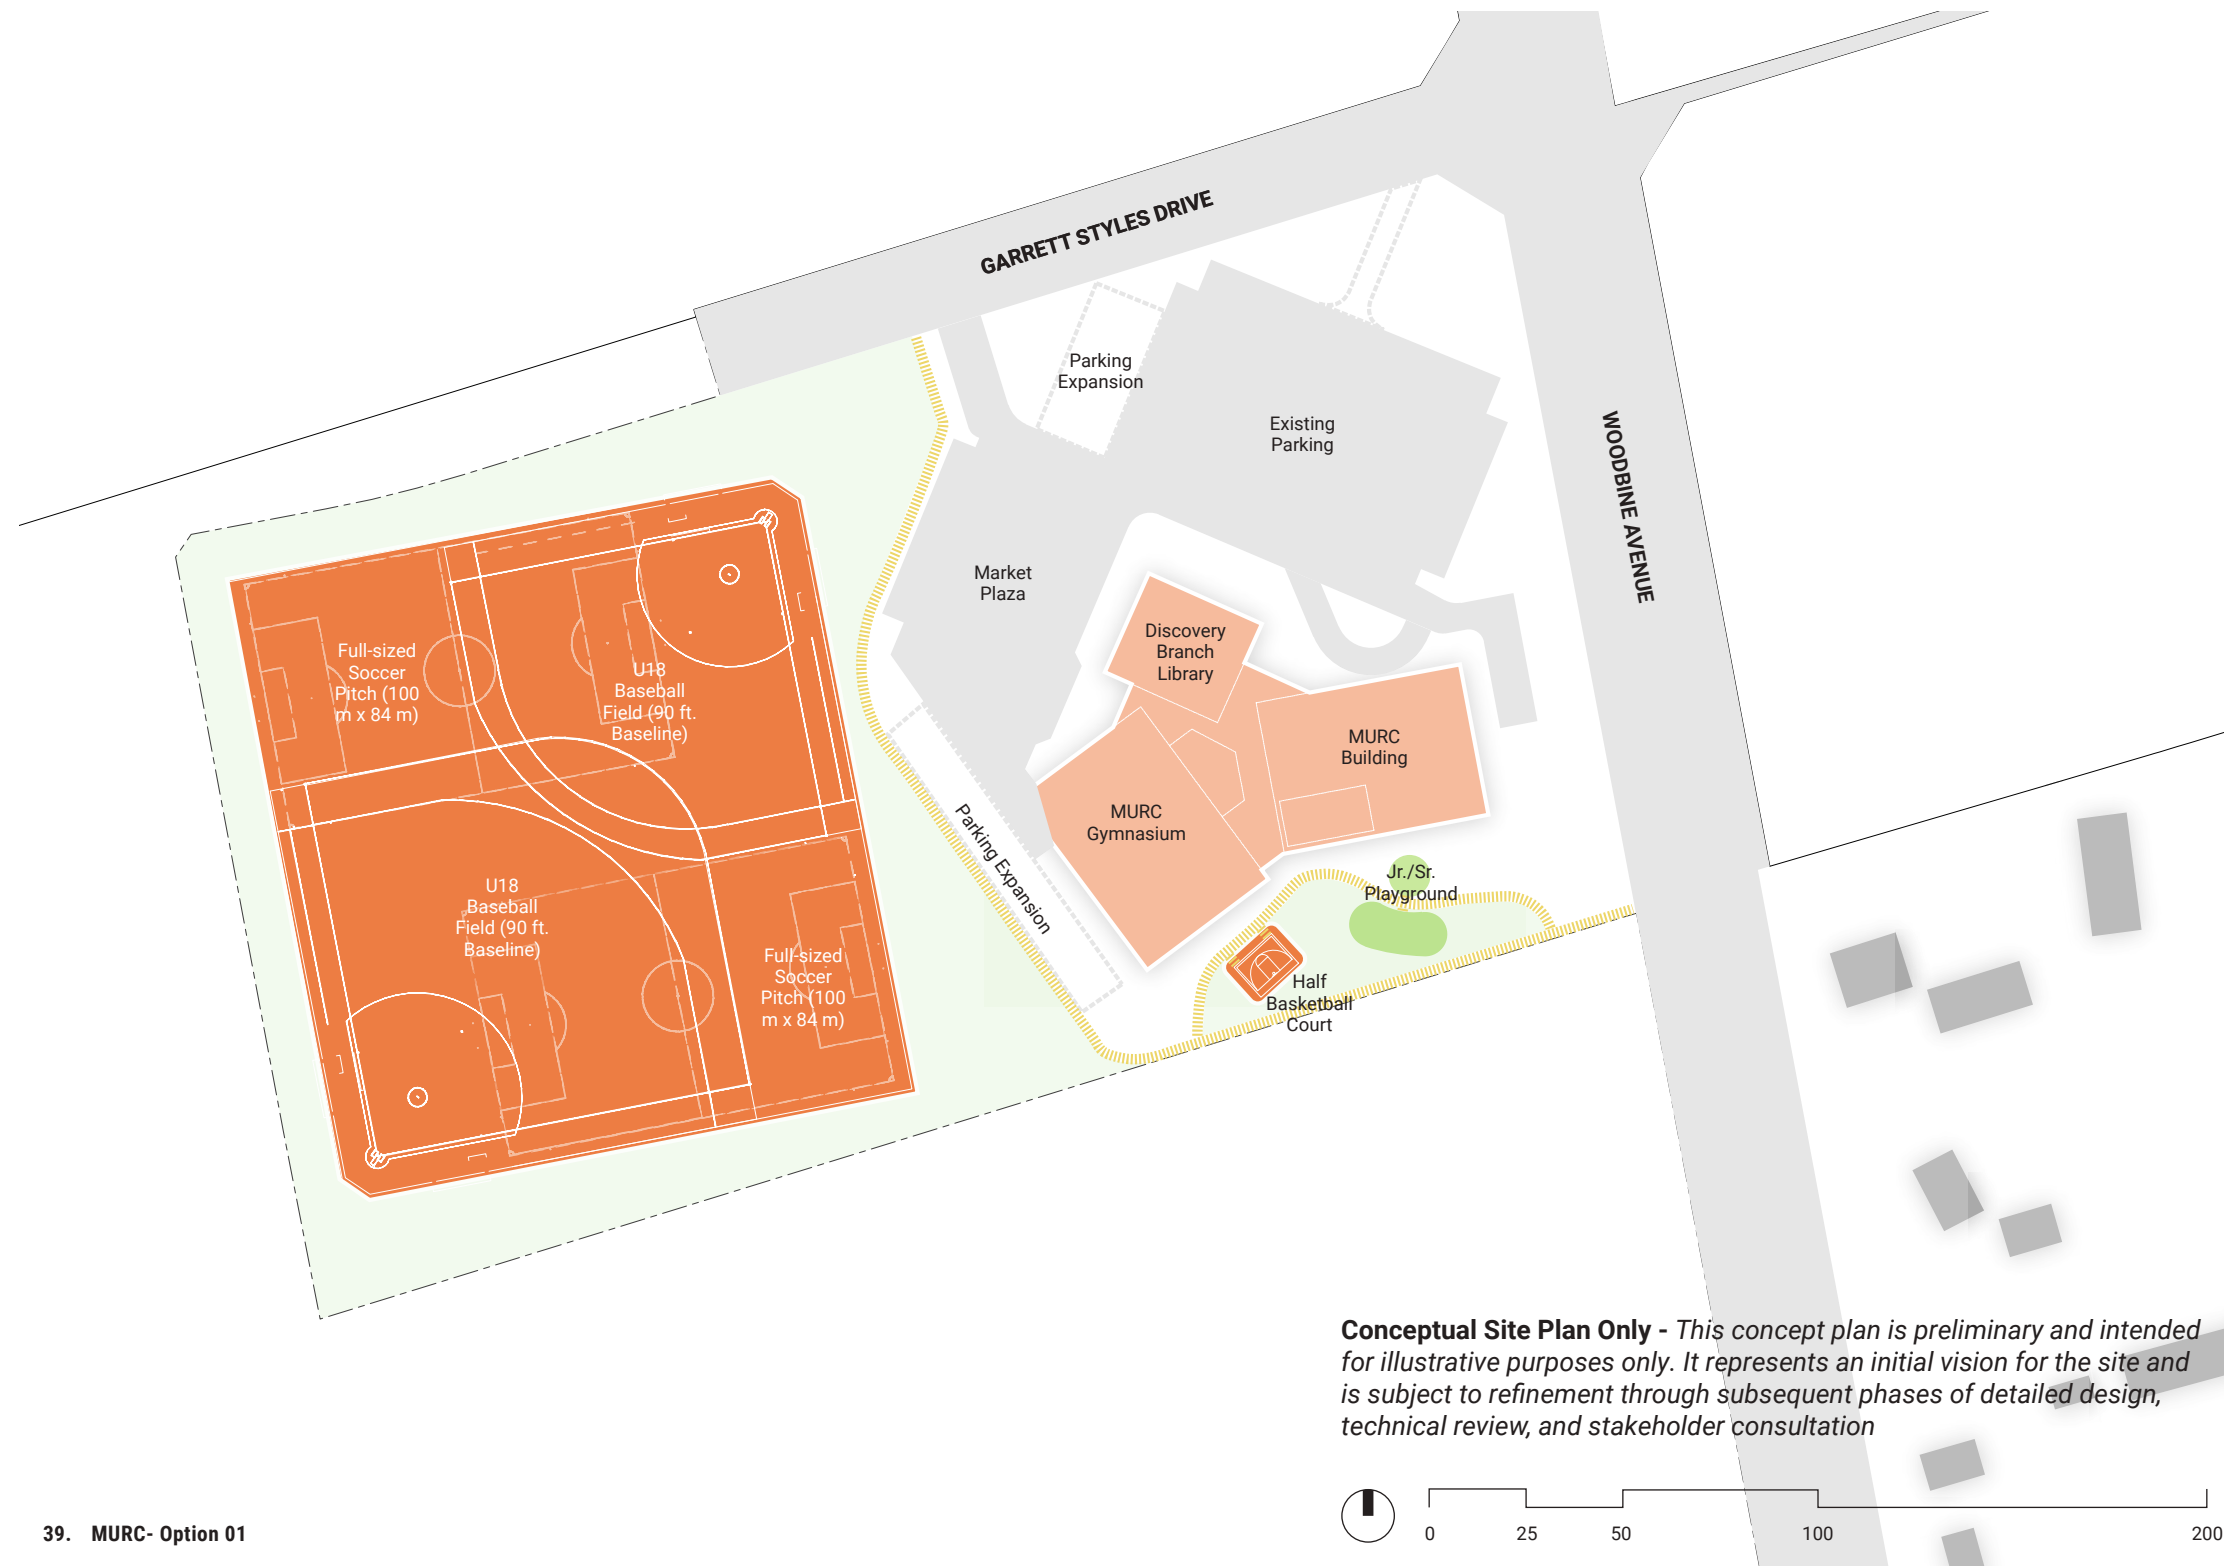 GARRETT STYLES DRIVE
Parking
Expansion
Existing
Parking
WOODBINE AVENUE
Market
Plaza
Discovery
Branch
Library
Full-sized
Soccer
Pitch (100
m x 84 m)
U18
Baseball
Field (90 ft.
Baseline)
MURC
Building
MURC
Gymnasium
Parking Expansion
Jr./Sr.
Playground
U18
Baseball
Field (90 ft.
Baseline)
Full-sized
Soccer
Pitch (100
m x 84 m)
Half
Basketball
Court
Conceptual Site Plan Only - This concept plan is preliminary and intended
for illustrative purposes only. It represents an initial vision for the site and
is subject to refinement through subsequent phases of detailed design,
technical review, and stakeholder consultation
0 25 50 100 200
39. MURC- Option 01